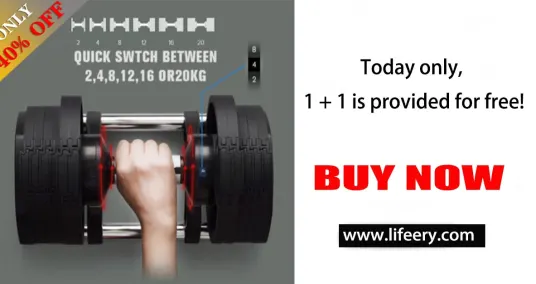 ONLY
40% OFF
2 4 8 12 16 20
QUICK SWTCH BETWEEN
2,4,8,12,16 OR20KG
8
4
2
Today only,
1 + 1 is provided for free!
BUY NOW
www.lifeery.com